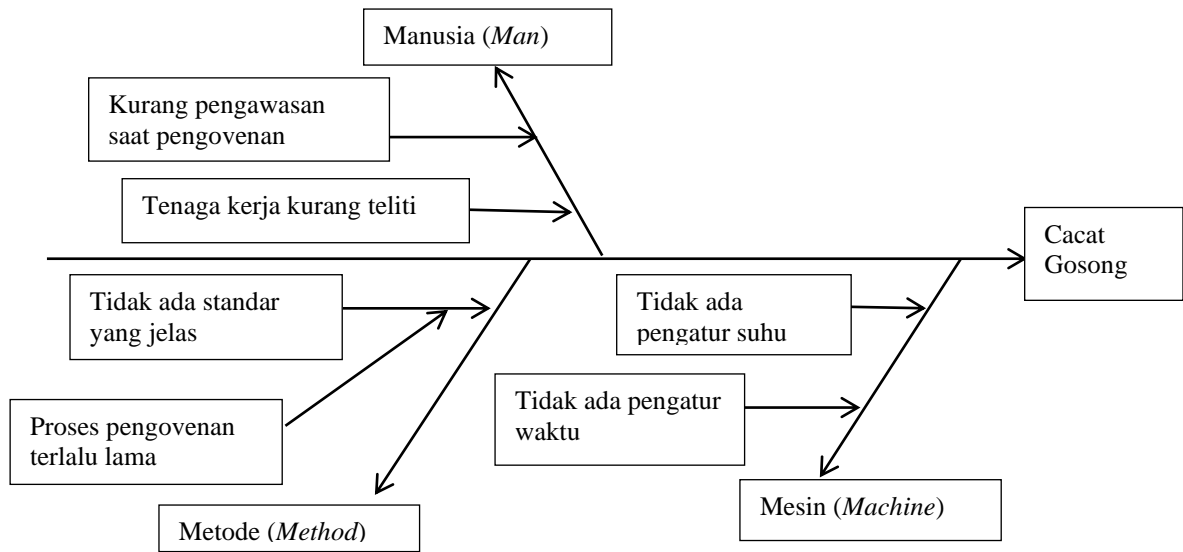 Manusia (Man)
Kurang pengawasan
saat pengovenan
Tenaga kerja kurang teliti
Cacat
Gosong
Tidak ada standar
yang jelas
Tidak ada
pengatur suhu
Proses pengovenan
terlalu lama
Tidak ada pengatur
waktu
Metode (Method)
Mesin (Machine)